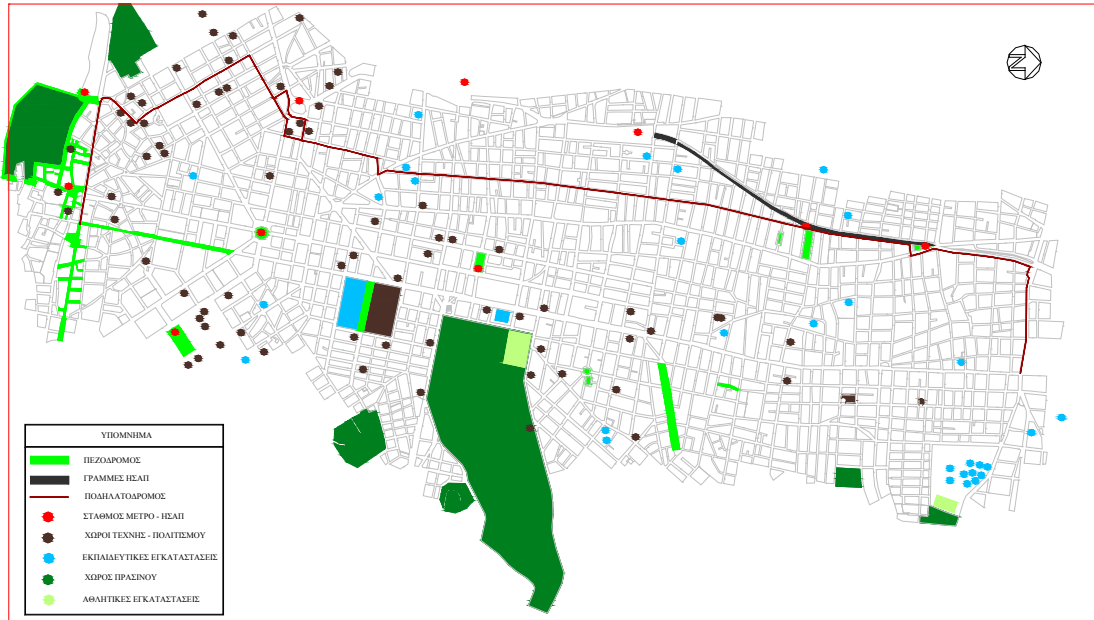 ΥΠΟΜΝΗΜΑ
ΠΕΖΟΔΡΟΜΟΣ
ΓΡΑΜΜΕΣ ΗΣΑΠ
ΠΟΔΗΛΑΤΟΔΡΟΜΟΣ
ΣΤΑΘΜΟΣ ΜΕΤΡΟ - ΗΣΑΠ
ΧΩΡΟΙ ΤΕΧΝΗΣ - ΠΟΛΙΤΙΣΜΟΥ
ΕΚΠΑΙΔΕΥΤΙΚΕΣ ΕΓΚΑΤΑΣΤΑΣΕΙΣ
ΧΩΡΟΣ ΠΡΑΣΙΝΟΥ
ΑΘΛΗΤΙΚΕΣ ΕΓΚΑΤΑΣΤΑΣΕΙΣ